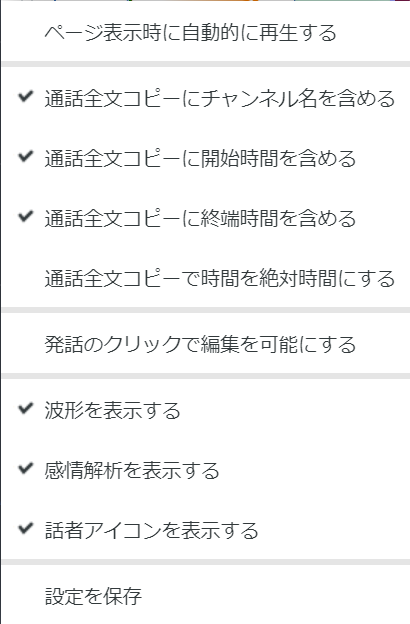 ページ表示時に自動的に再生する
通話全文コピーにチャンネル名を含める
通話全文コピーに開始時間を含める
通話全文コピーに終端時間を含める
通話全文コピーで時間を絶対時間にする
発話のクリックで編集を可能にする
波形を表示する
感情解析を表示する
話者アイコンを表示する
設定を保存